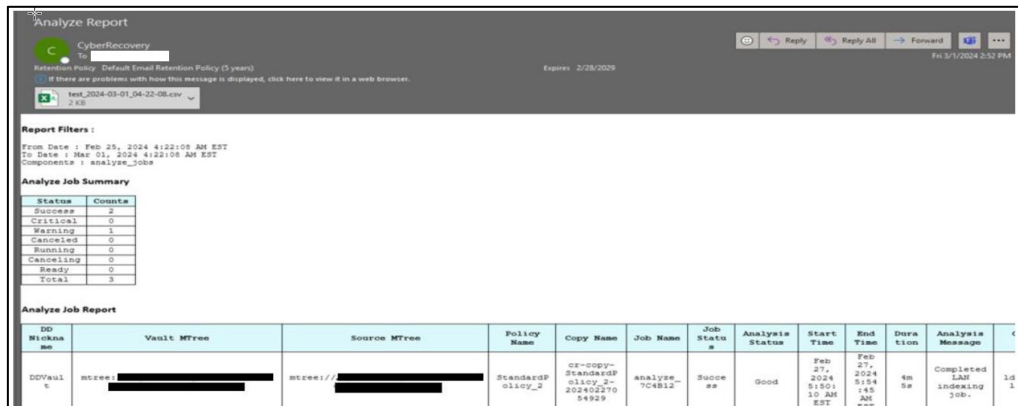 Analyze Report
CyberRecovery
To
Reply
Reply All
Forward
Fri 3/1/2024 2:52 PM
Retention Policy Default Email Retention Policy (5 years)
Expires 2/28/2029
If there are problems with how this message is displayed, click here to view it in a web browser.
test_2024-03-01_04-22-08.csv
2 KB
Report Filters :
From Date : Feb 25, 2024 4:22:08 AM EST
To Date : Mar 01, 2024 4:22:08 AM EST
Components : analyze_jobs
Analyze Job Summary
Status Counts
Success 2
Critical 0
Warning 1
Canceled 0
Running 0
Canceling 0
Ready 0
Total 3
Analyze Job Report
DD Nickname Vault MTree Source MTree Policy Name Copy Name Job Name Job Status Analysis Status Start Time End Time Duration Analysis Message
DDVault mtree: mtree:// StandardPolicy_2 cr-copy-StandardPolicy_2-20240227054929 analyze_7C4B12 Success Good Feb 27, 2024 5:50:10 AM EST Feb 27, 2024 5:54:45 AM EST 4m 5s Completed LAN indexing job.